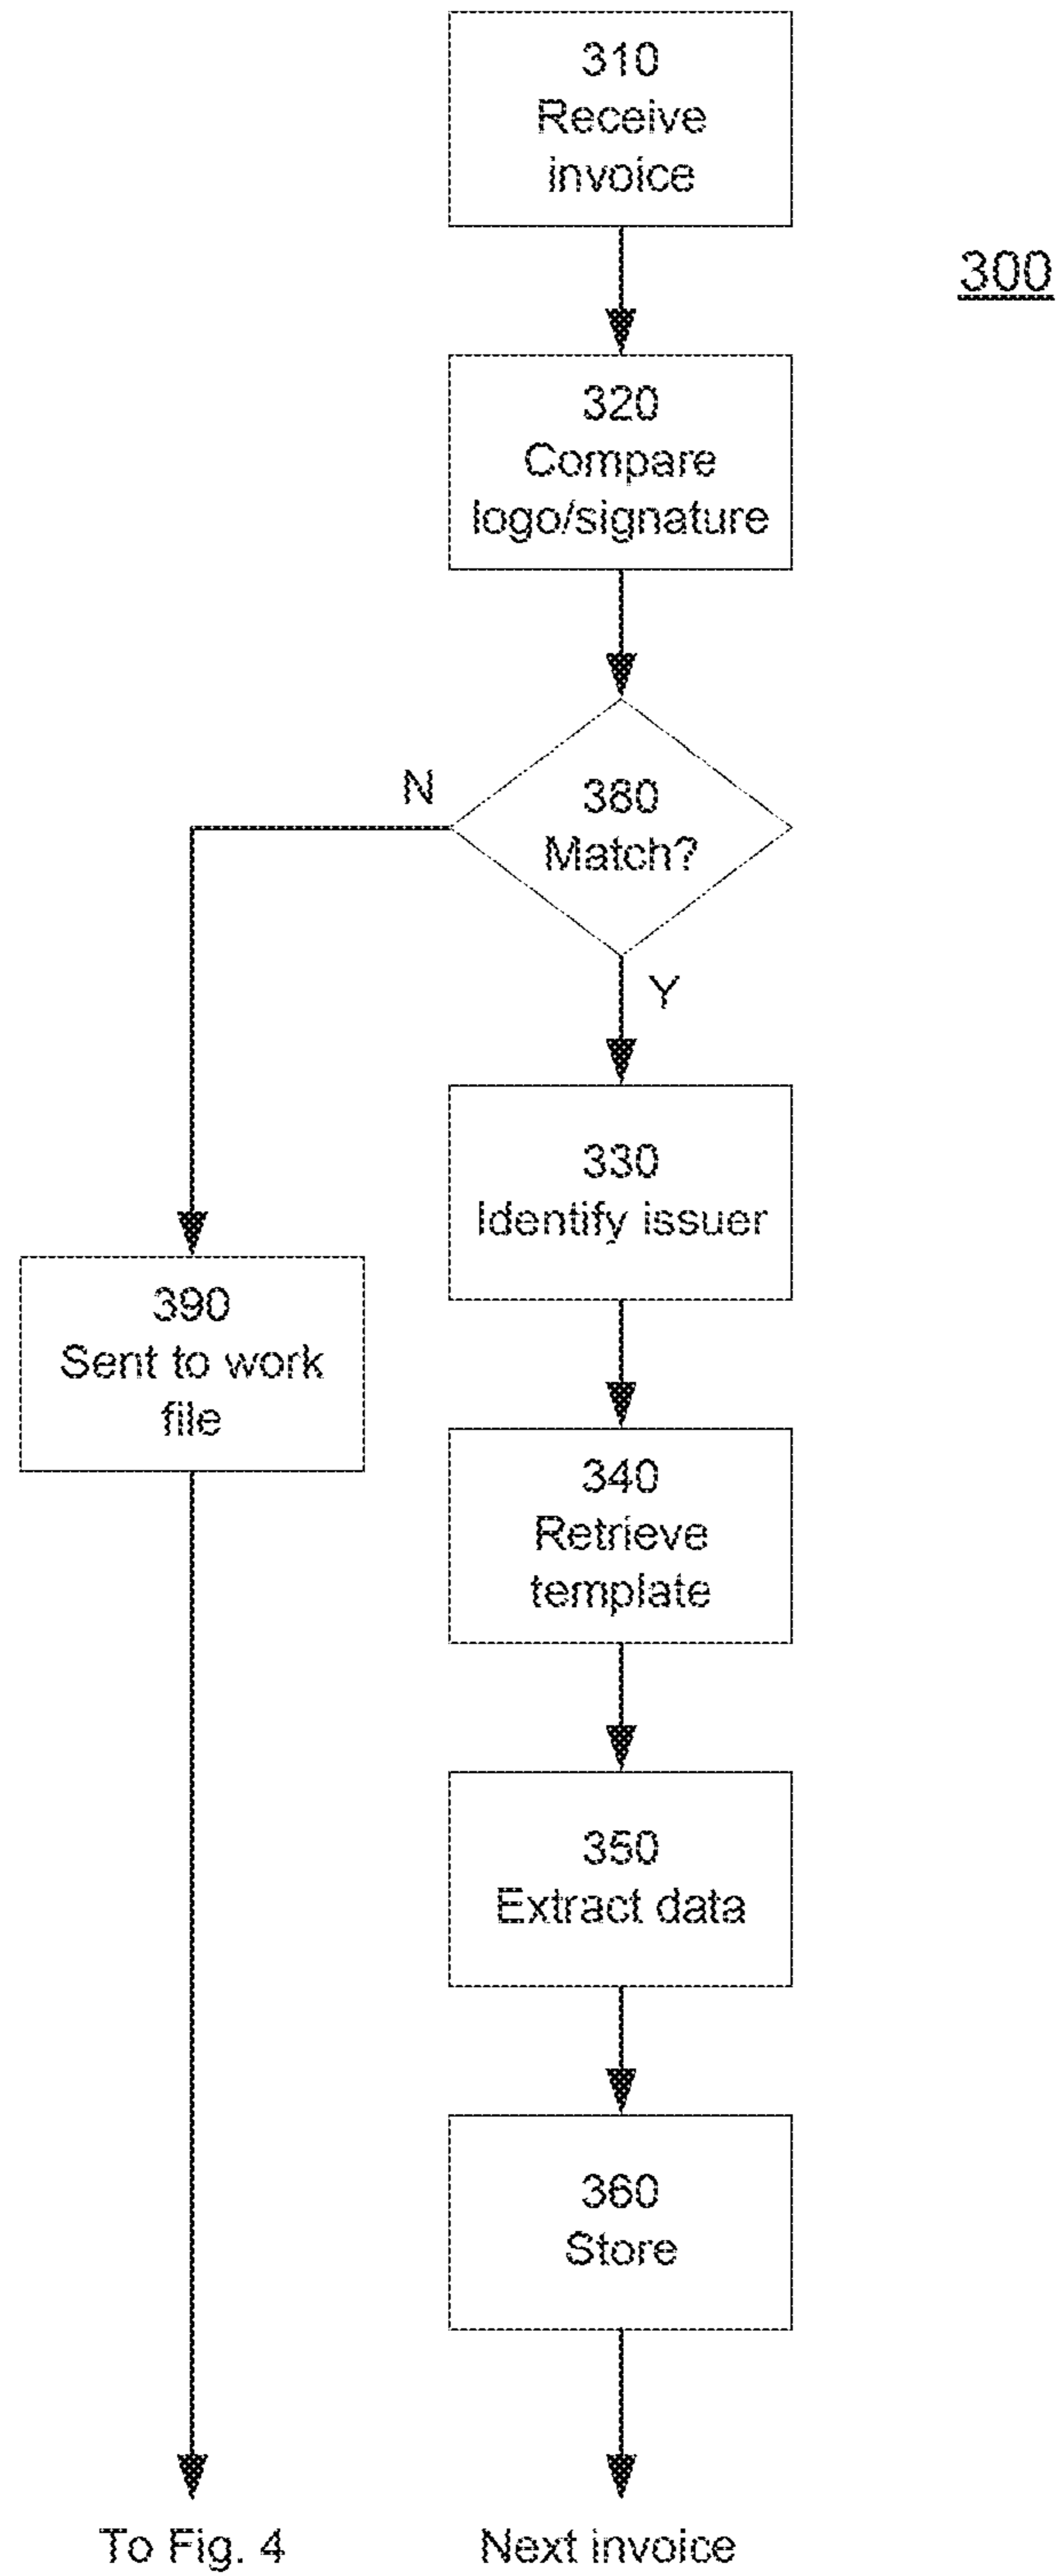 310
Receive
invoice
300
320
Compare
logo/signature
N
380
Match?
Y
330
Identify issuer
390
Sent to work
file
340
Retrieve
template
350
Extract data
360
Store
To Fig. 4
Next invoice